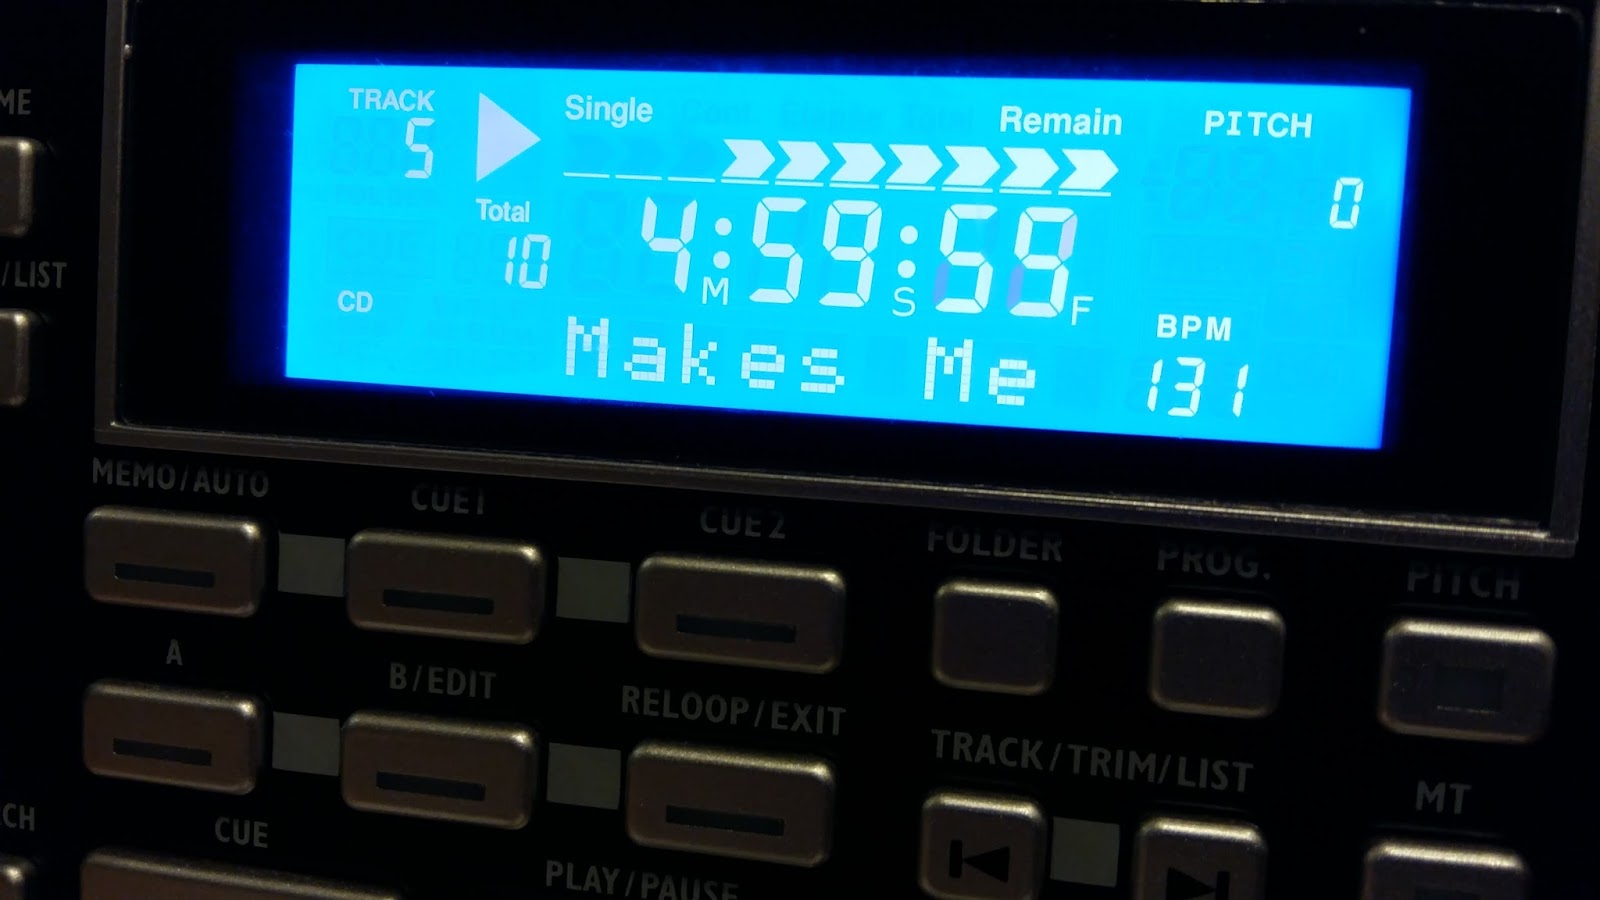 TRACK
5
Single
Remain
PITCH
0
Total
10
4:59:58
M S F
CD
Makes Me
BPM
131
ME
/LIST
MEMO/AUTO
CUE1
CUE2
FOLDER
PROG.
PITCH
A
B/EDIT
RELOOP/EXIT
TRACK/TRIM/LIST
MT
CH
CUE
PLAY/PAUSE